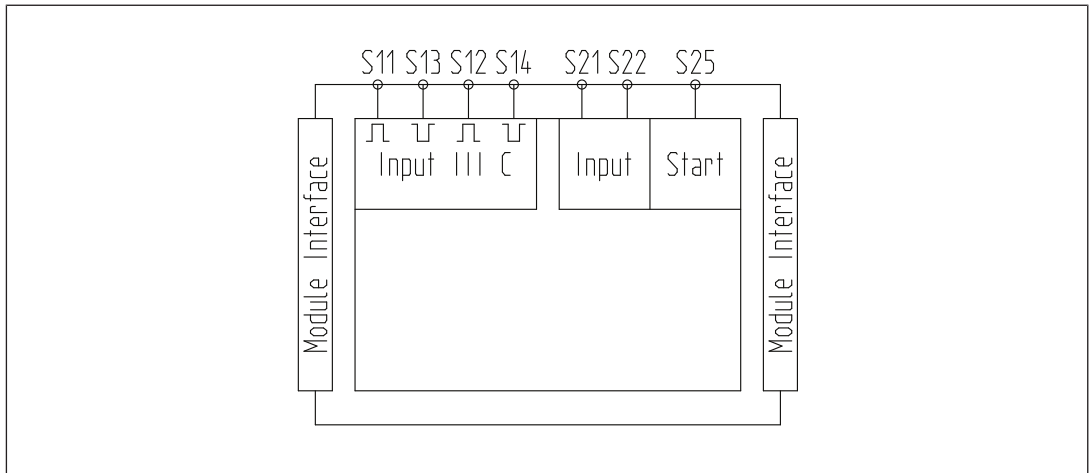 S11 S13 S12 S14 S21 S22 S25
Input III C
Input
Start
Module Interface
Module Interface